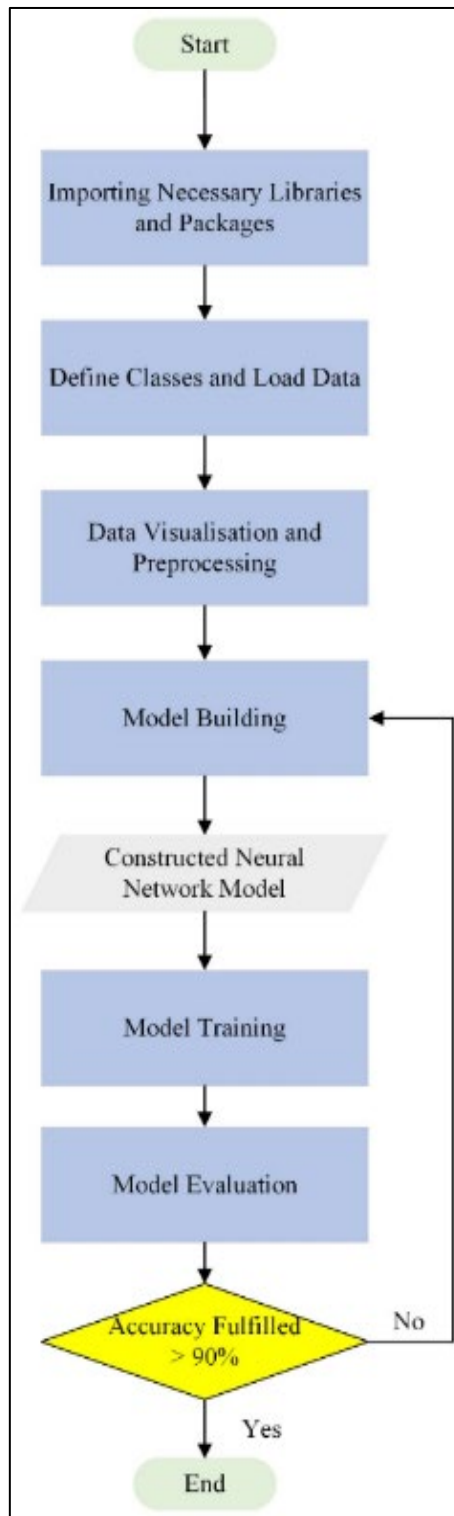 Start
Importing Necessary Libraries
and Packages
Define Classes and Load Data
Data Visualisation and
Preprocessing
Model Building
Constructed Neural
Network Model
Model Training
Model Evaluation
Accuracy Fulfilled
> 90%
No
Yes
End